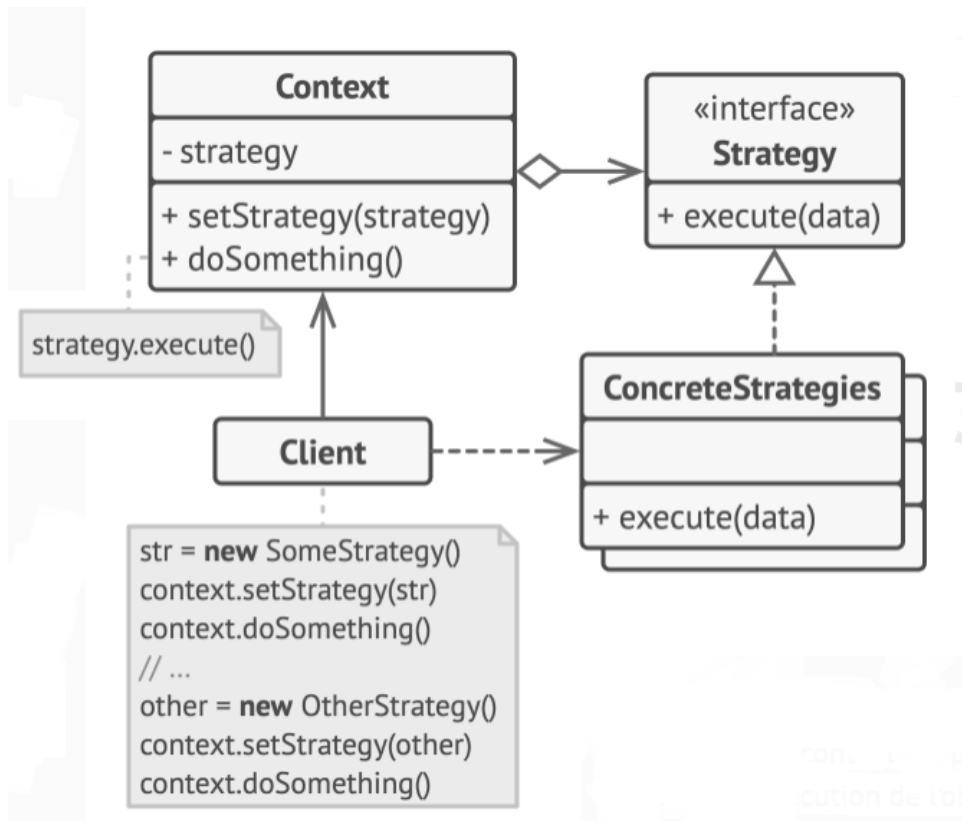 Context
- strategy
+ setStrategy(strategy)
+ doSomething()
«interface»
Strategy
+ execute(data)
strategy.execute()
ConcreteStrategies
+ execute(data)
Client
str = new SomeStrategy()
context.setStrategy(str)
context.doSomething()
// ...
other = new OtherStrategy()
context.setStrategy(other)
context.doSomething()